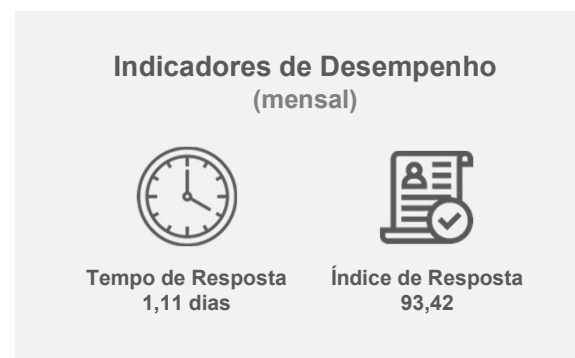 Indicadores de Desempenho
(mensal)
Tempo de Resposta
1,11 dias
Índice de Resposta
93,42